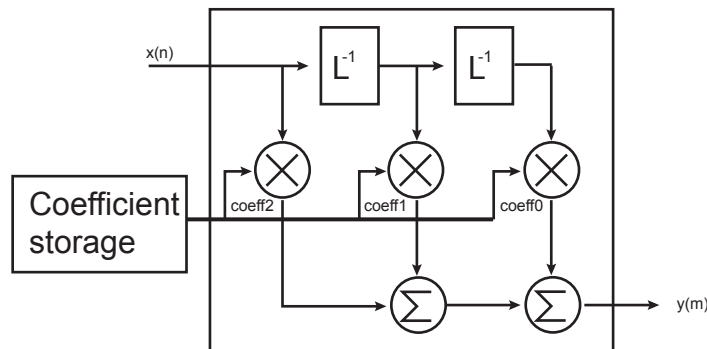 x(n)
L⁻¹
L⁻¹
Coefficient
storage
coeff2
coeff1
coeff0
Σ
Σ
y(m)